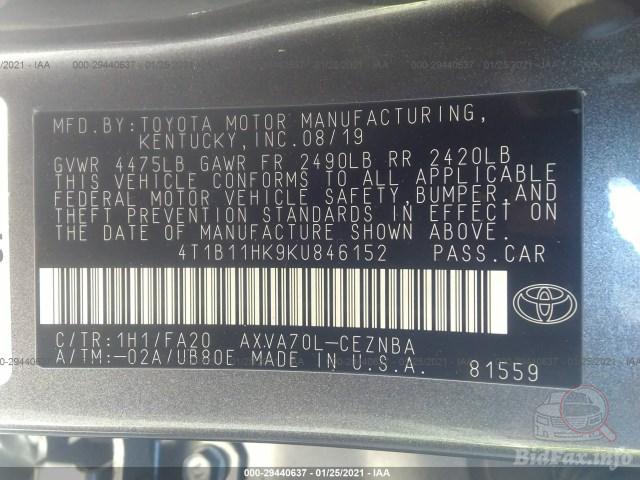 25/2021 - IAA 000-29440637 - 01/25/2021 - IAA 000-29440637 - 01/25/2021 - IAA 000-29440637
MFD.BY:TOYOTA MOTOR MANUFACTURING,
KENTUCKY,INC.08/19
GVWR 4475LB GAWR FR 2490LB RR 2420LB
THIS VEHICLE CONFORMS TO ALL APPLICABLE
FEDERAL MOTOR VEHICLE SAFETY,BUMPER,AND
THEFT PREVENTION STANDARDS IN EFFECT ON
THE DATE OF MANUFACTURE SHOWN ABOVE.
4T1B11HK9KU846152 PASS.CAR
C/TR:1H1/FA20 AXVA70L-CEZNBA
A/TM:-02A/UB80E MADE IN U.S.A. 81559
BidFax.info
000-29440637 - 01/25/2021 - IAA